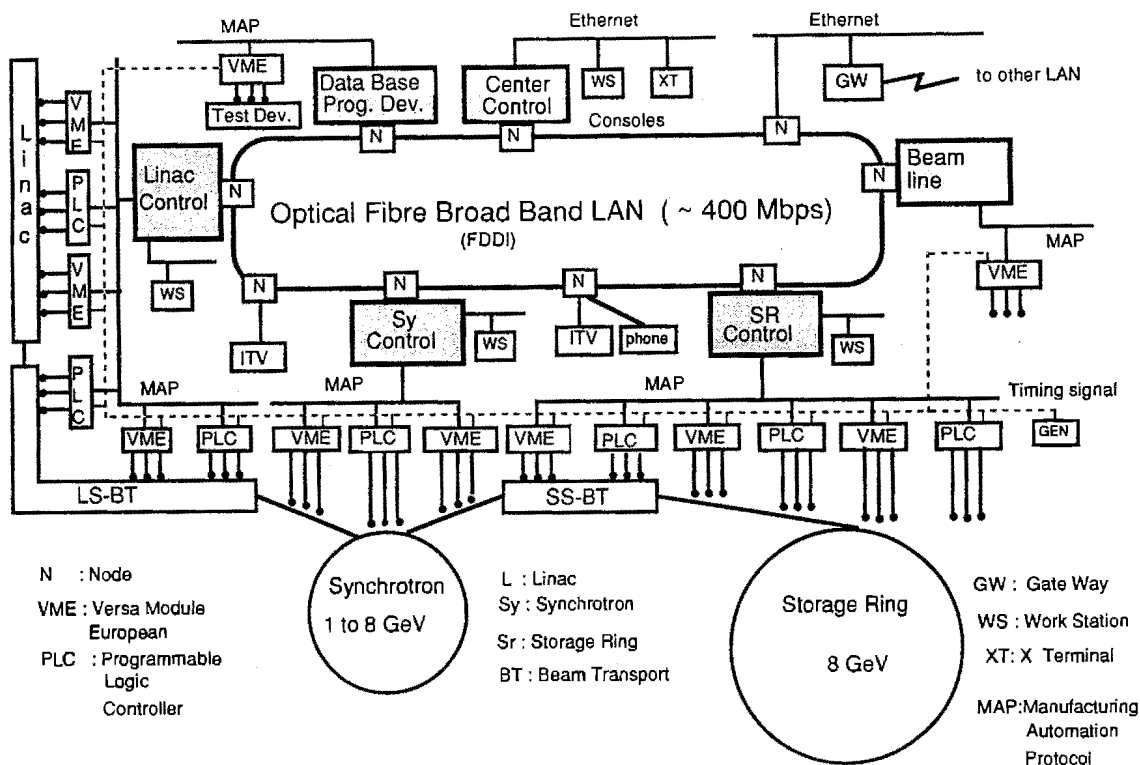 MAP
Ethernet
Ethernet
VME
Data Base
Prog. Dev.
Center
Control
WS
XT
GW
to other LAN
Test Dev.
Consoles
N
N
N
Linac
VME
PLC
VME
PLC
Linac
Control
N
N
Beam
line
Optical Fibre Broad Band LAN ( ~ 400 Mbps)
(FDDI)
MAP
VME
WS
N
N
N
N
ITV
Sy
Control
WS
ITV
phone
SR
Control
WS
MAP
MAP
MAP
Timing signal
VME
PLC
VME
PLC
VME
VME
PLC
VME
PLC
VME
PLC
GEN
LS-BT
SS-BT
Synchrotron
1 to 8 GeV
Storage Ring
8 GeV
N : Node
VME : Versa Module
European
PLC : Programmable
Logic
Controller
L : Linac
Sy : Synchrotron
Sr : Storage Ring
BT : Beam Transport
GW : Gate Way
WS : Work Station
XT: X Terminal
MAP:Manufacturing
Automation
Protocol